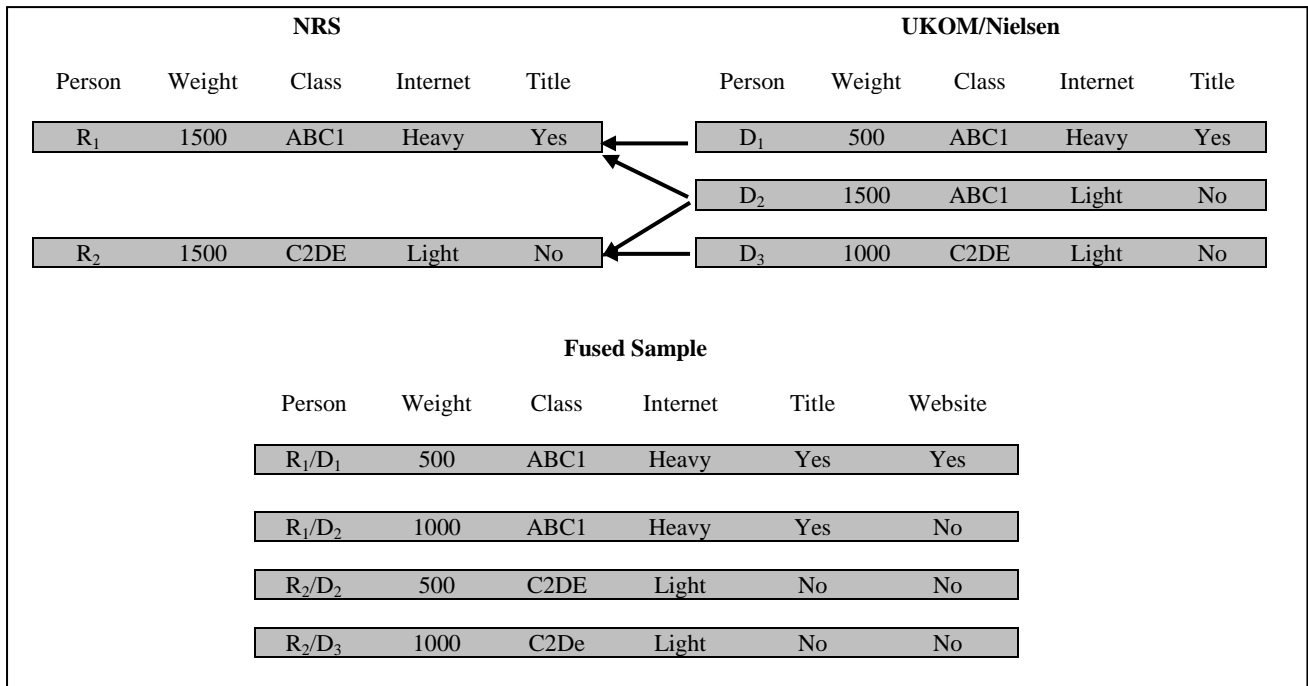 NRS UKOM/Nielsen
Person Weight Class Internet Title Person Weight Class Internet Title
R₁ 1500 ABC1 Heavy Yes D₁ 500 ABC1 Heavy Yes
D₂ 1500 ABC1 Light No
R₂ 1500 C2DE Light No D₃ 1000 C2DE Light No
Fused Sample
Person Weight Class Internet Title Website
R₁/D₁ 500 ABC1 Heavy Yes Yes
R₁/D₂ 1000 ABC1 Heavy Yes No
R₂/D₂ 500 C2DE Light No No
R₂/D₃ 1000 C2De Light No No